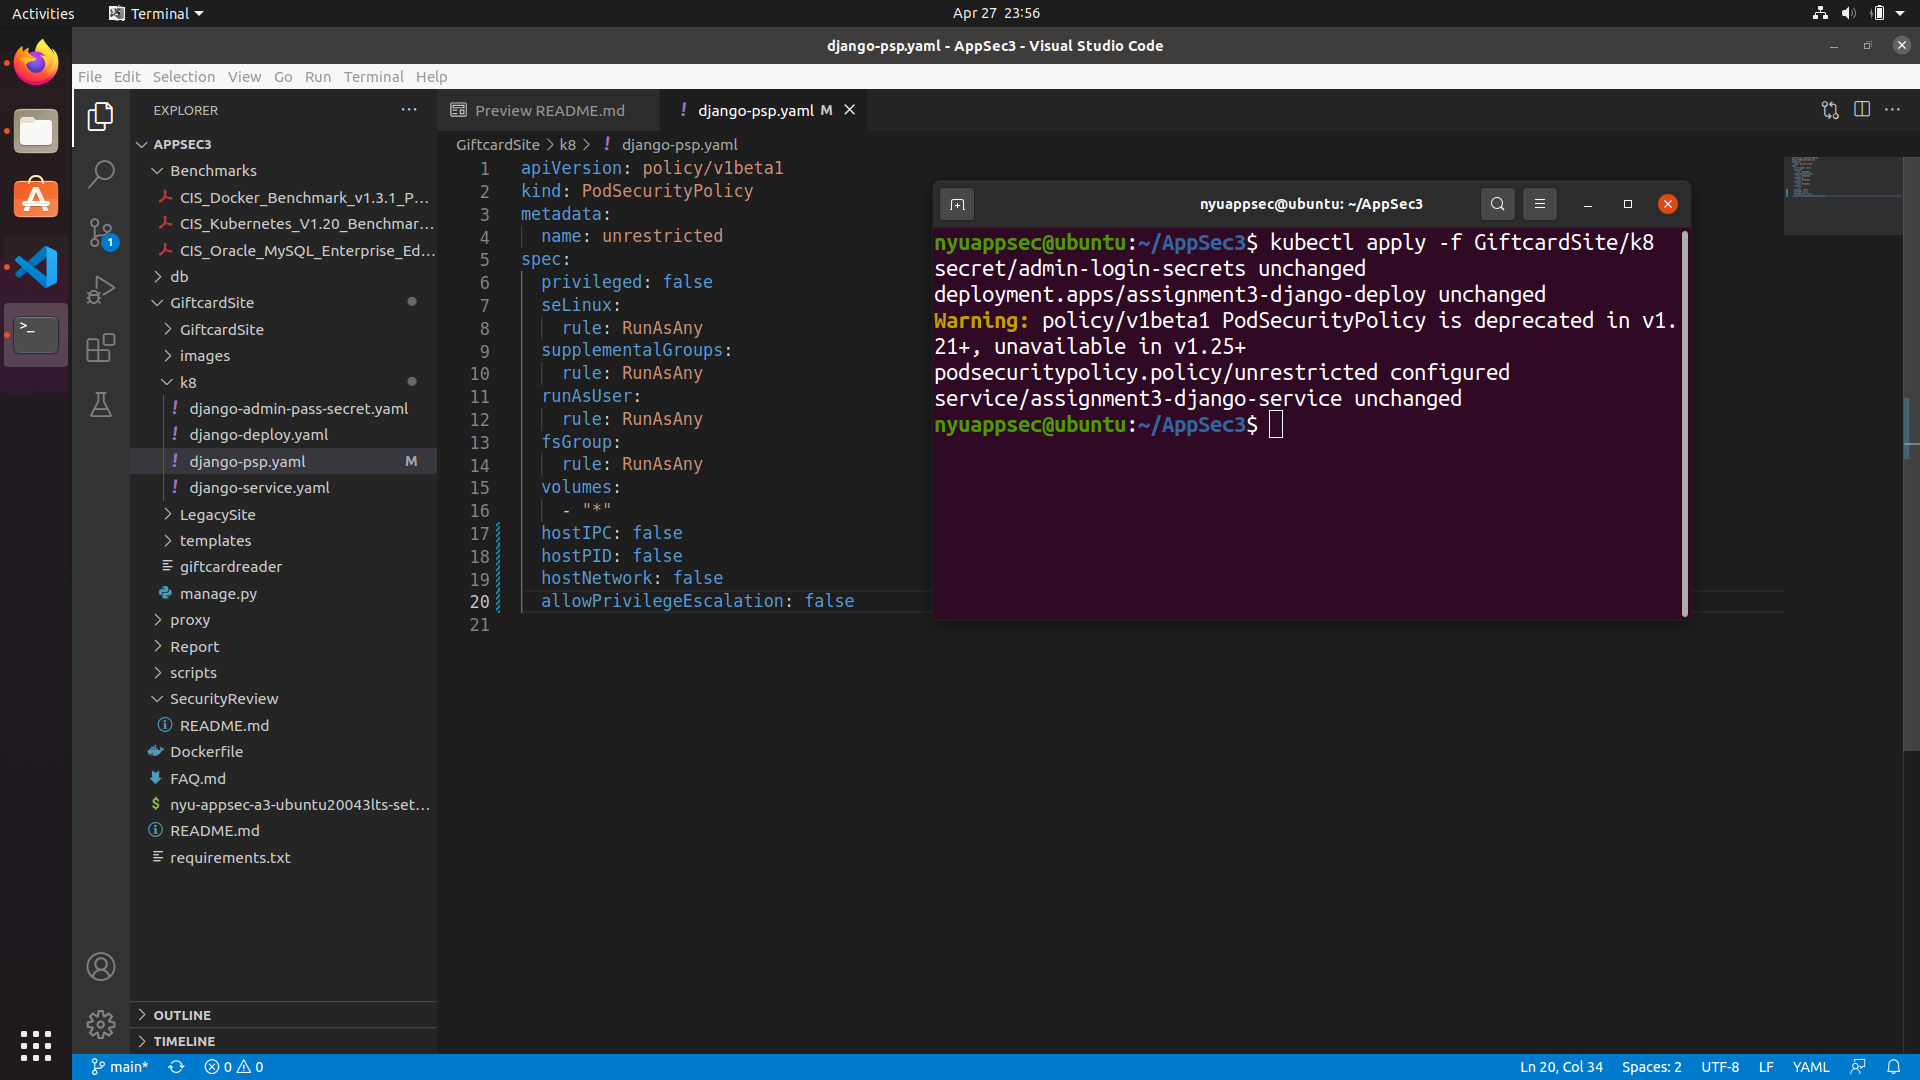 Activities
Terminal
Apr 27 23:56
django-psp.yaml - AppSec3 - Visual Studio Code
File Edit Selection View Go Run Terminal Help
EXPLORER
APPSEC3
Benchmarks
CIS_Docker_Benchmark_v1.3.1_P...
CIS_Kubernetes_V1.20_Benchmar...
CIS_Oracle_MySQL_Enterprise_Ed...
db
GiftcardSite
GiftcardSite
images
k8
django-admin-pass-secret.yaml
django-deploy.yaml
django-psp.yaml M
django-service.yaml
LegacySite
templates
giftcardreader
manage.py
proxy
Report
scripts
SecurityReview
README.md
Dockerfile
FAQ.md
nyu-appsec-a3-ubuntu20043lts-set...
README.md
requirements.txt
OUTLINE
TIMELINE
1
Preview README.md
! django-psp.yaml M
GiftcardSite > k8 > ! django-psp.yaml
1 apiVersion: policy/v1beta1
2 kind: PodSecurityPolicy
3 metadata:
4 name: unrestricted
5 spec:
6 privileged: false
7 seLinux:
8 rule: RunAsAny
9 supplementalGroups:
10 rule: RunAsAny
11 runAsUser:
12 rule: RunAsAny
13 fsGroup:
14 rule: RunAsAny
15 volumes:
16 - "*"
17 hostIPC: false
18 hostPID: false
19 hostNetwork: false
20 allowPrivilegeEscalation: false
21
nyuappsec@ubuntu: ~/AppSec3
nyuappsec@ubuntu:~/AppSec3$ kubectl apply -f GiftcardSite/k8
secret/admin-login-secrets unchanged
deployment.apps/assignment3-django-deploy unchanged
Warning: policy/v1beta1 PodSecurityPolicy is deprecated in v1.
21+, unavailable in v1.25+
podsecuritypolicy.policy/unrestricted configured
service/assignment3-django-service unchanged
nyuappsec@ubuntu:~/AppSec3$
main* 0 0
Ln 20, Col 34 Spaces: 2 UTF-8 LF YAML